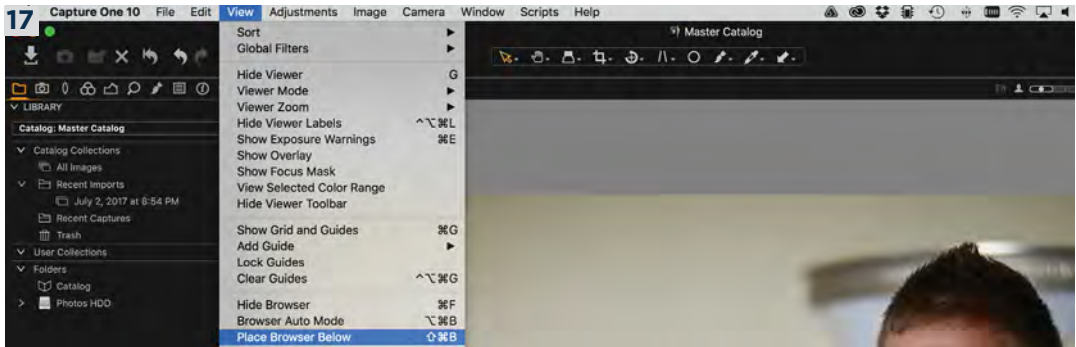 17
Capture One 10 File Edit View Adjustments Image Camera Window Scripts Help
Master Catalog
LIBRARY
Catalog: Master Catalog
Catalog Collections
All Images
Recent Imports
July 2, 2017 at 6:54 PM
Recent Captures
Trash
User Collections
Folders
Catalog
Photos HDD
Sort
Global Filters
Hide Viewer G
Viewer Mode
Viewer Zoom
Hide Viewer Labels ^⌥⌘L
Show Exposure Warnings ⌘E
Show Overlay
Show Focus Mask
View Selected Color Range
Hide Viewer Toolbar
Show Grid and Guides ⌘G
Add Guide
Lock Guides
Clear Guides ^⌥⌘G
Hide Browser ⌘F
Browser Auto Mode ⌥⌘B
Place Browser Below ⇧⌘B